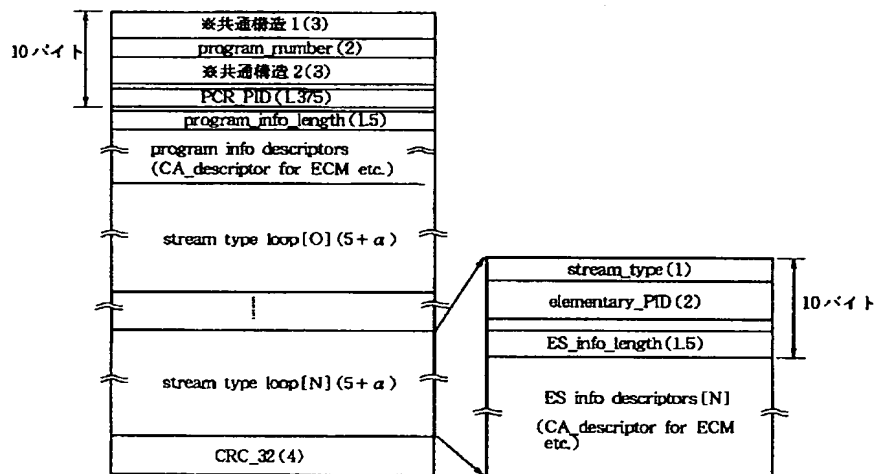 ※共通構造1(3)
10バイト
program_number(2)
※共通構造2(3)
PCR_PID(1.375)
program_info_length(1.5)
program info descriptors
(CA_descriptor for ECM etc.)
stream type loop[0](5+α)
stream type loop[N](5+α)
CRC_32(4)
stream_type(1)
elementary_PID(2)
10バイト
ES_info_length(1.5)
ES info descriptors[N]
(CA_descriptor for ECM
etc.)